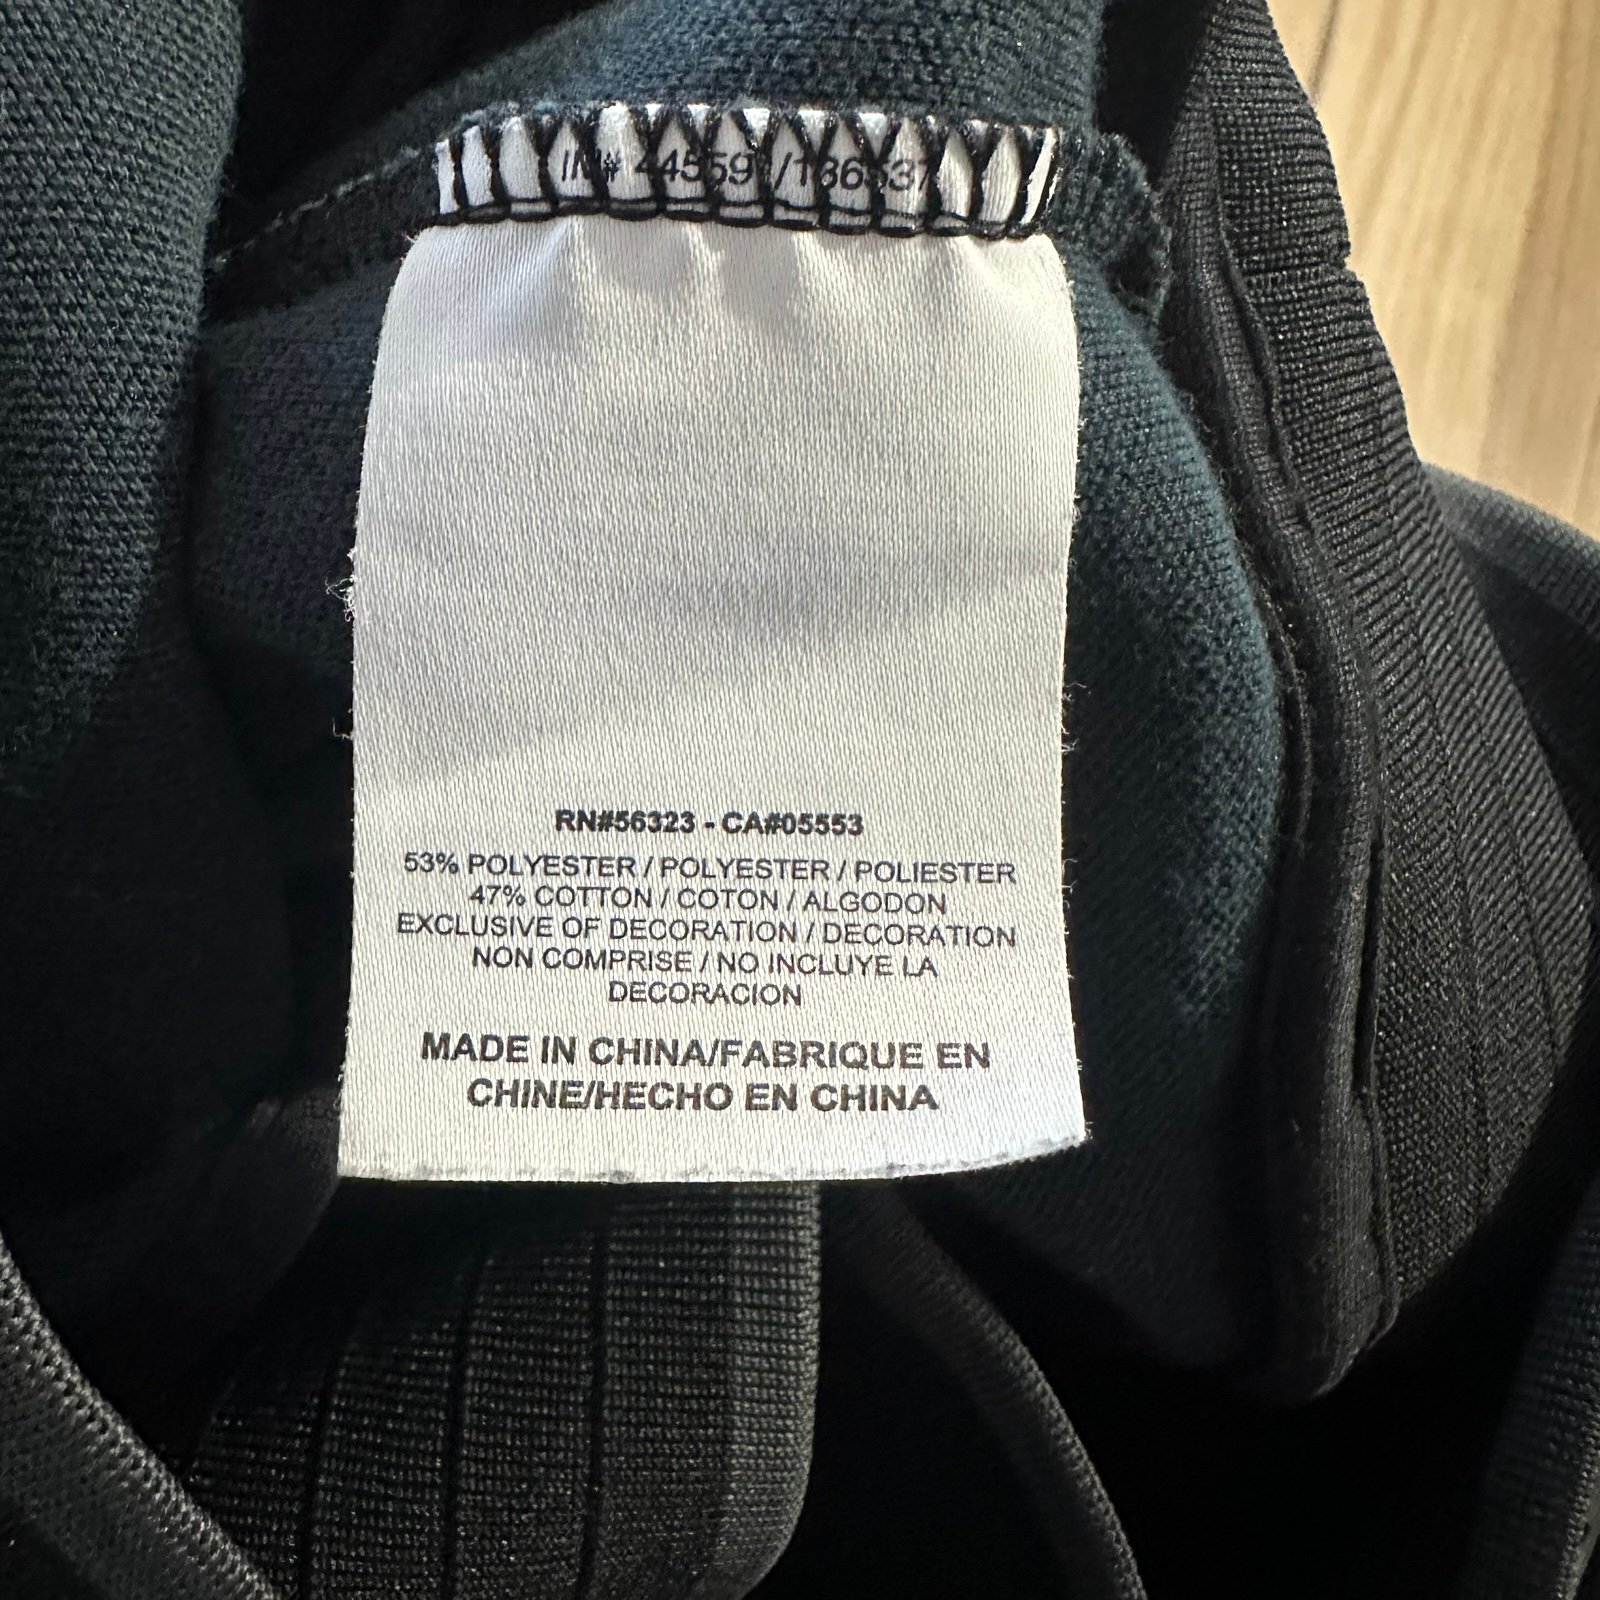 RN#56323 - CA#05553
53% POLYESTER / POLYESTER / POLIESTER
47% COTTON / COTON / ALGODON
EXCLUSIVE OF DECORATION / DECORATION
NON COMPRISE / NO INCLUYE LA
DECORACION
MADE IN CHINA/FABRIQUE EN
CHINE/HECHO EN CHINA